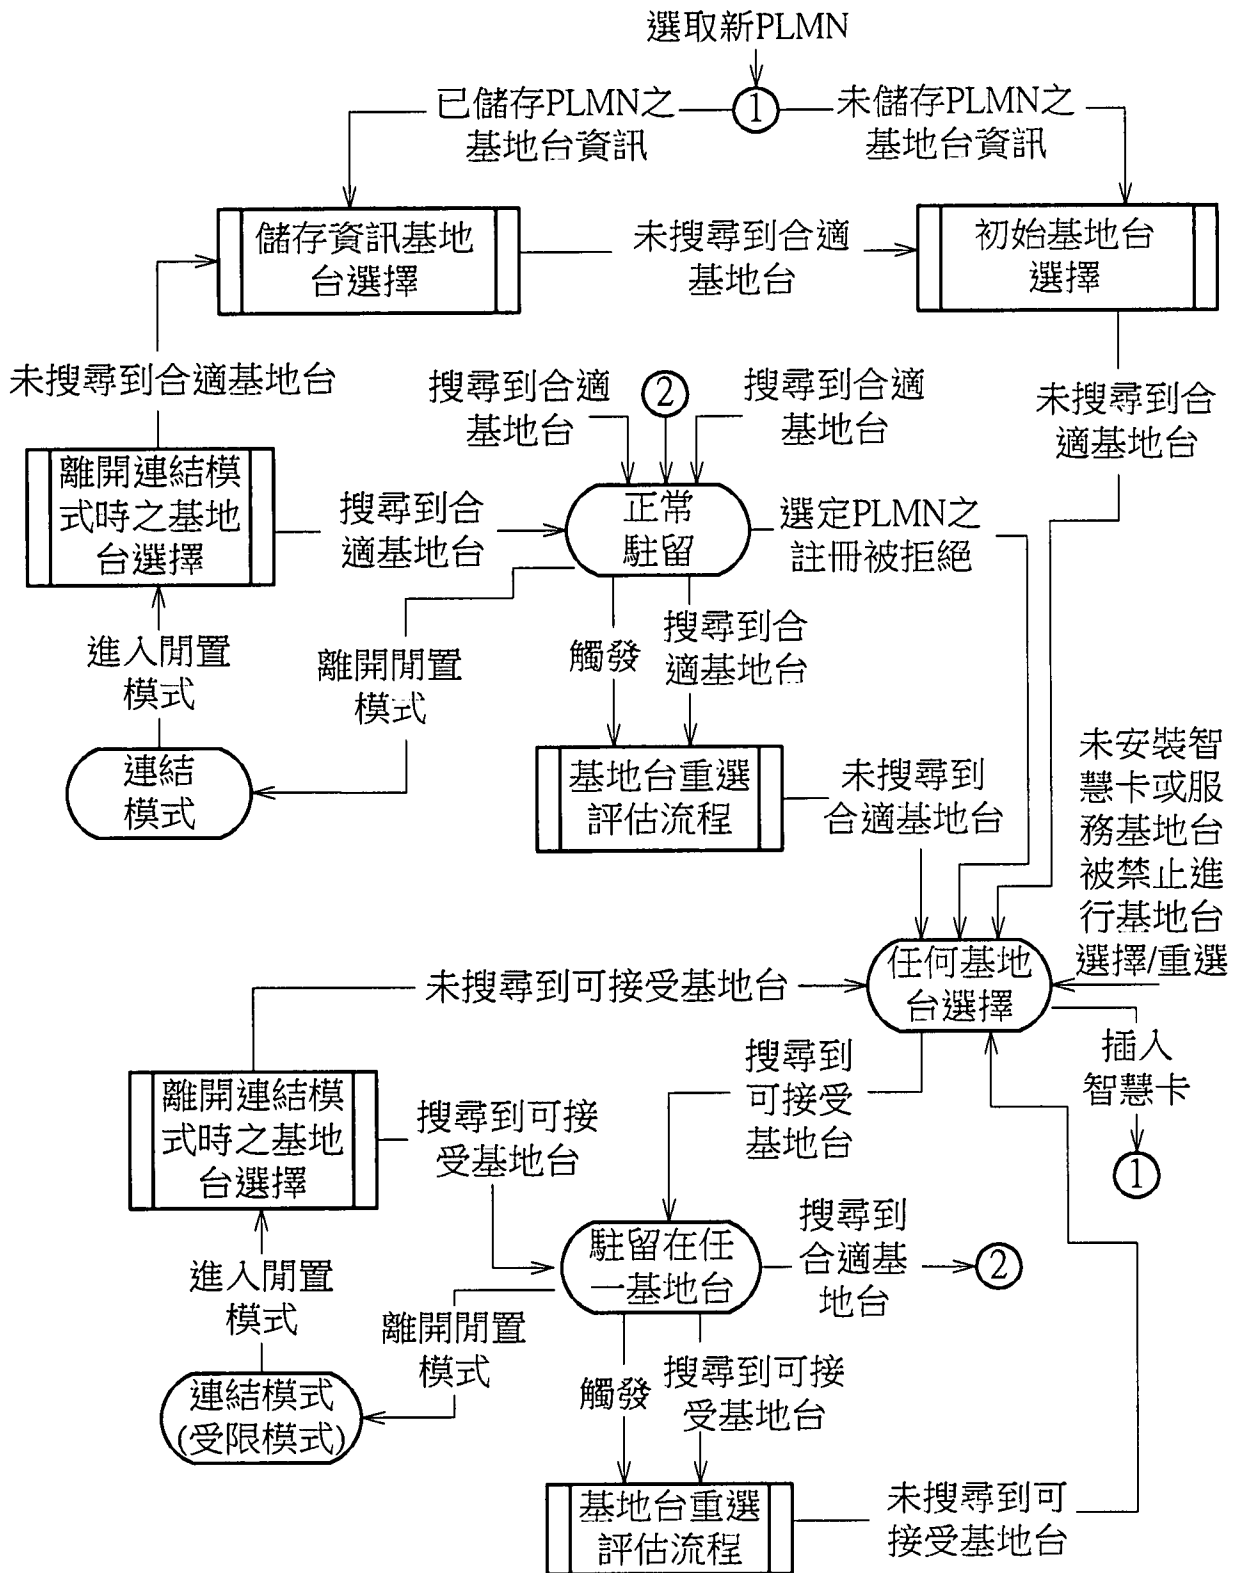 選取新PLMN
1
已儲存PLMN之
基地台資訊
未儲存PLMN之
基地台資訊
儲存資訊基地
台選擇
未搜尋到合適
基地台
初始基地台
選擇
未搜尋到合適基地台
搜尋到合適
基地台
2
搜尋到合適
基地台
未搜尋到合
適基地台
離開連結模
式時之基地
台選擇
搜尋到合
適基地台
正常
駐留
選定PLMN之
註冊被拒絕
進入閒置
模式
離開閒置
模式
觸發
搜尋到合
適基地台
連結
模式
基地台重選
評估流程
未搜尋到
合適基地台
未安裝智
慧卡或服
務基地台
被禁止進
行基地台
選擇/重選
未搜尋到可接受基地台
任何基地
台選擇
插入
智慧卡
1
搜尋到
可接受
基地台
離開連結模
式時之基地
台選擇
搜尋到可接
受基地台
駐留在任
一基地台
搜尋到
合適基
地台
2
進入閒置
模式
離開閒置
模式
觸發
搜尋到可接
受基地台
連結模式
(受限模式)
基地台重選
評估流程
未搜尋到可
接受基地台